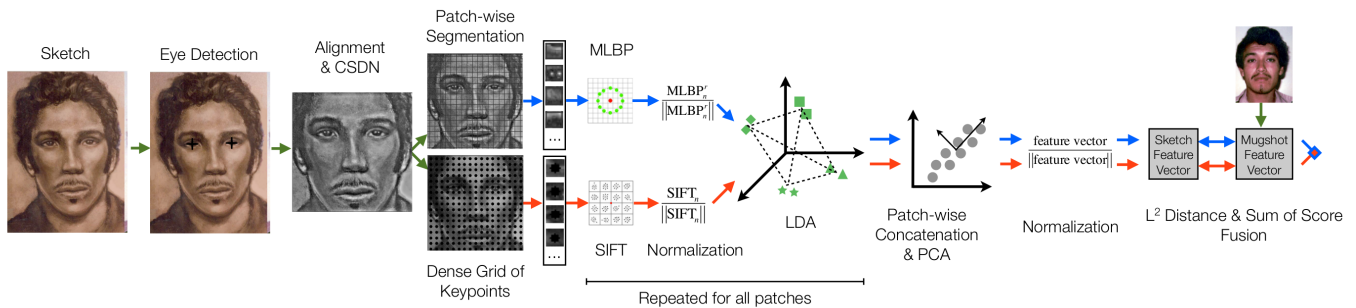 Sketch
Eye Detection
Alignment
& CSDN
Patch-wise
Segmentation
Dense Grid of
Keypoints
...
...
MLBP
SIFT
MLBPʳₙ
||MLBPʳₙ||
SIFTₙ
||SIFTₙ||
Normalization
LDA
Repeated for all patches
Patch-wise
Concatenation
& PCA
feature vector
||feature vector||
Normalization
Sketch
Feature
Vector
Mugshot
Feature
Vector
L² Distance & Sum of Score
Fusion